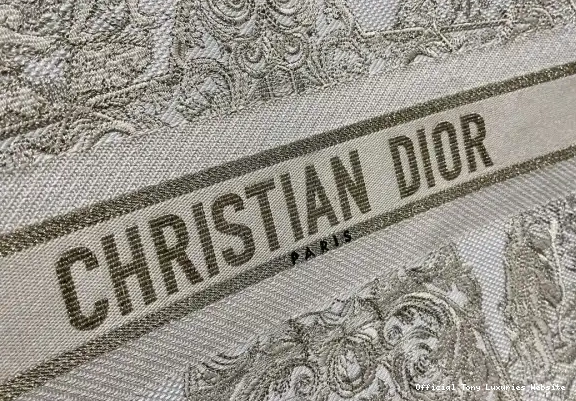 CHRISTIAN DIOR
PARIS
Official Tony Luxuries Website